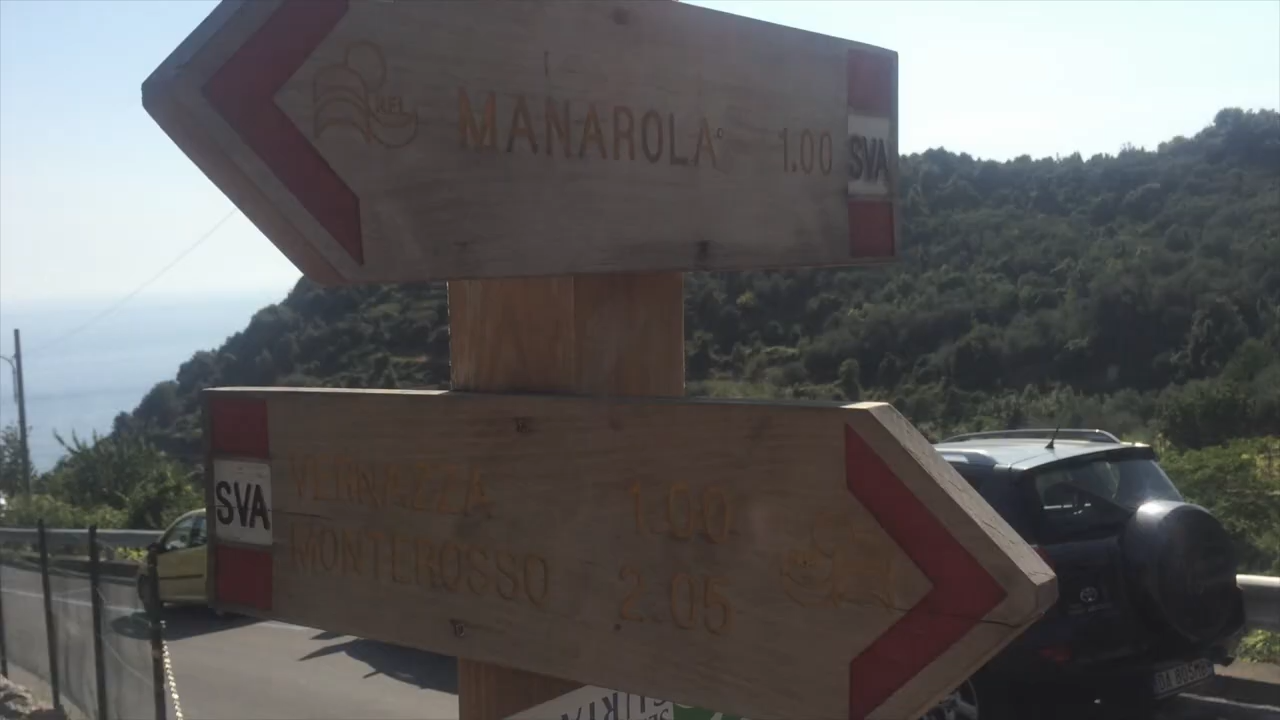 MANAROLA 1.00 SVA
SVA
VERNAZZA 1.00
MONTEROSSO 2.05